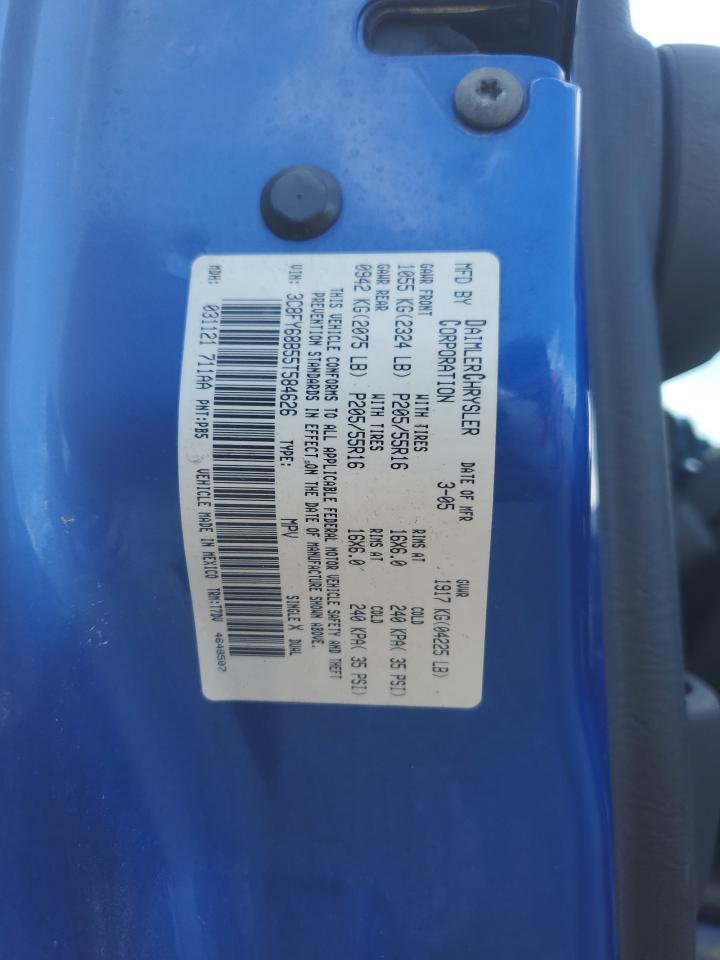 MFD BY DAIMLERCHRYSLER CORPORATION DATE OF MFR 3-05 GVWR 1917 KG(04225 LB)
GAWR FRONT WITH TIRES RIMS AT COLD
1055 KG(2324 LB) P205/55R16 16X6.0 240 KPA( 35 PSI)
GAWR REAR WITH TIRES RIMS AT COLD
0942 KG(2075 LB) P205/55R16 16X6.0 240 KPA( 35 PSI)
THIS VEHICLE CONFORMS TO ALL APPLICABLE FEDERAL MOTOR VEHICLE SAFETY AND THEFT
PREVENTION STANDARDS IN EFFECT ON THE DATE OF MANUFACTURE SHOWN ABOVE.
VIN: 3C8FY68B55T584626 TYPE: MPV SINGLE X DUAL
MDH: 031121 711AA PNT:PB5 VEHICLE MADE IN MEXICO TRM:T7DV 4648507